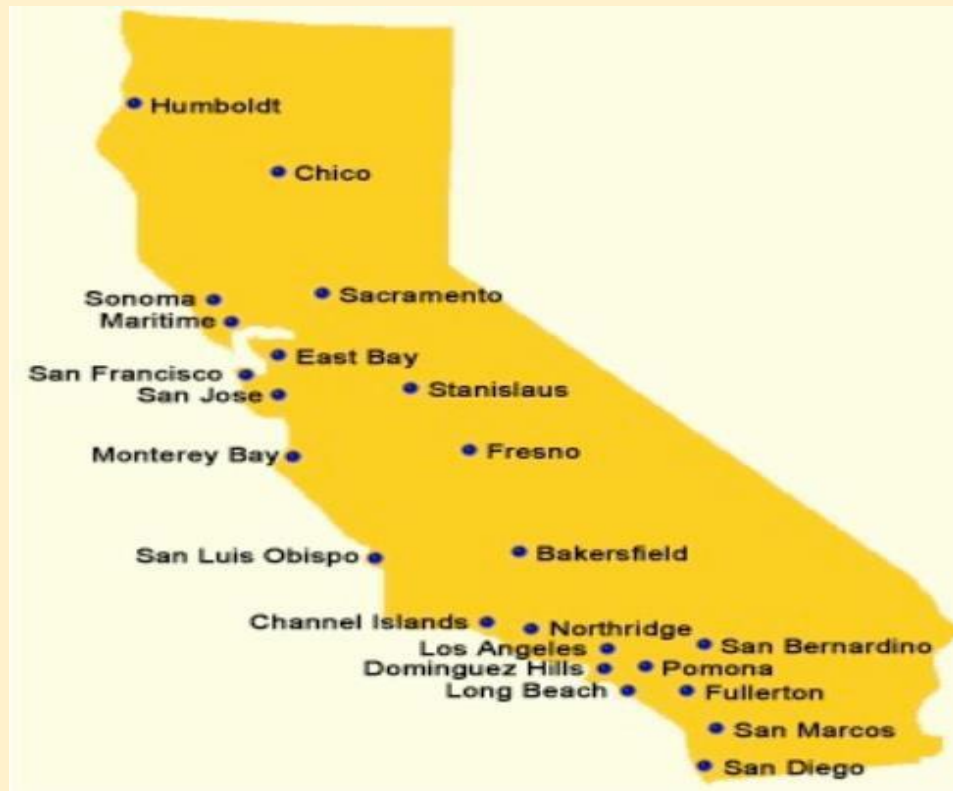 Humboldt
Chico
Sonoma
Sacramento
Maritime
East Bay
San Francisco
Stanislaus
San Jose
Monterey Bay
Fresno
San Luis Obispo
Bakersfield
Channel Islands
Northridge
Los Angeles
San Bernardino
Dominguez Hills
Pomona
Long Beach
Fullerton
San Marcos
San Diego